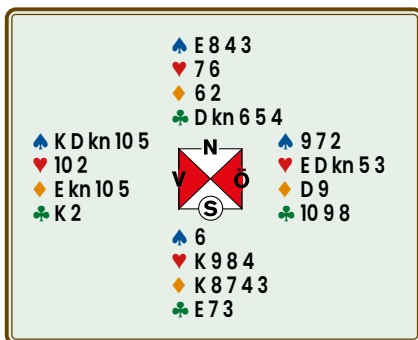 ♠ E 8 4 3
♥ 7 6
♦ 6 2
♣ D kn 6 5 4
♠ K D kn 10 5
♥ 10 2
♦ E kn 10 5
♣ K 2
N
V Ö
S
♠ 9 7 2
♥ E D kn 5 3
♦ D 9
♣ 10 9 8
♠ 6
♥ K 9 8 4
♦ K 8 7 4 3
♣ E 7 3